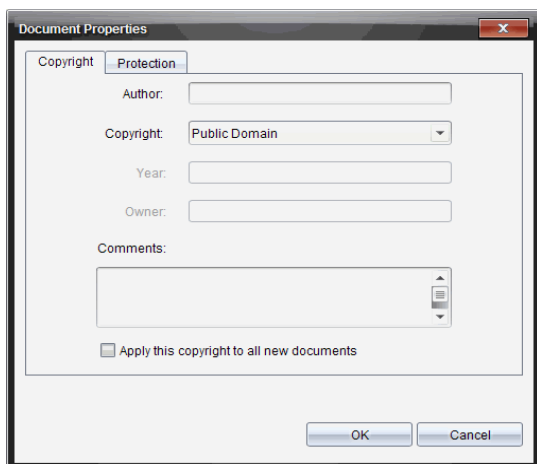 Document Properties
Copyright Protection
Author:
Copyright: Public Domain
Year:
Owner:
Comments:
Apply this copyright to all new documents
OK Cancel